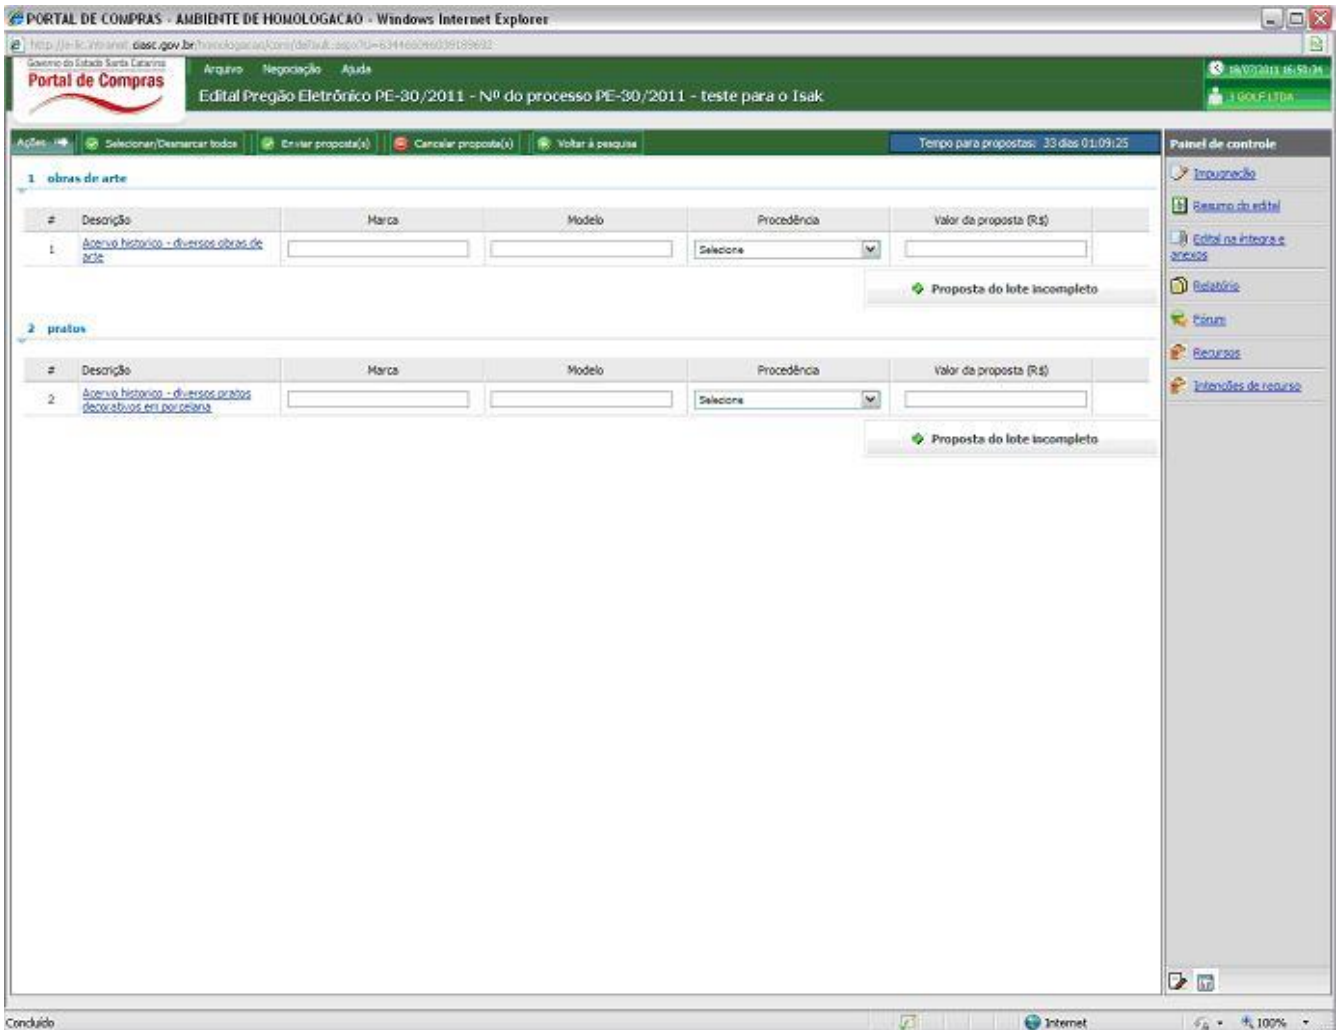 PORTAL DE COMPRAS - AMBIENTE DE HOMOLOGACAO - Windows Internet Explorer
ciasc.gov.br
Governo do Estado Santa Catarina
Portal de Compras
Arquivo Negociação Ajuda
Edital Pregão Eletrônico PE-30/2011 - Nº do processo PE-30/2011 - teste para o Isak
GOLF LTDA
Ações Selecionar/Desmarcar todos Enviar proposta(s) Cancelar proposta(s) Voltar à pesquisa Tempo para propostas: 33 dias 01:09:25
1 obras de arte
# Descrição Marca Modelo Procedência Valor da proposta (R$)
1 Acervo historico - diversos obras de arte Selecione
Proposta do lote incompleto
2 pratos
# Descrição Marca Modelo Procedência Valor da proposta (R$)
2 Acervo historico - diversos pratos decorativos em porcelana Selecione
Proposta do lote incompleto
Painel de controle
Impugnação
Resumo do edital
Edital na íntegra e
anexos
Relatório
Fórum
Recursos
Intenções de recurso
Concluído Internet 100%